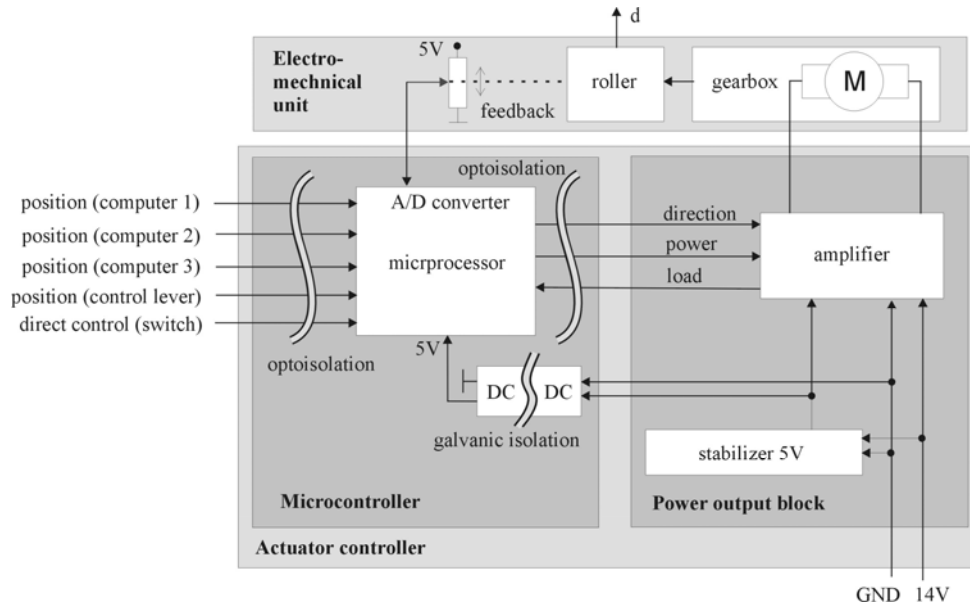 d
5V
Electro-
mechnical
unit
feedback
roller
gearbox
M
optoisolation
position (computer 1)
position (computer 2)
position (computer 3)
position (control lever)
direct control (switch)
A/D converter
micrprocessor
direction
power
load
amplifier
optoisolation
5V
DC
DC
galvanic isolation
stabilizer 5V
Microcontroller
Power output block
Actuator controller
GND
14V